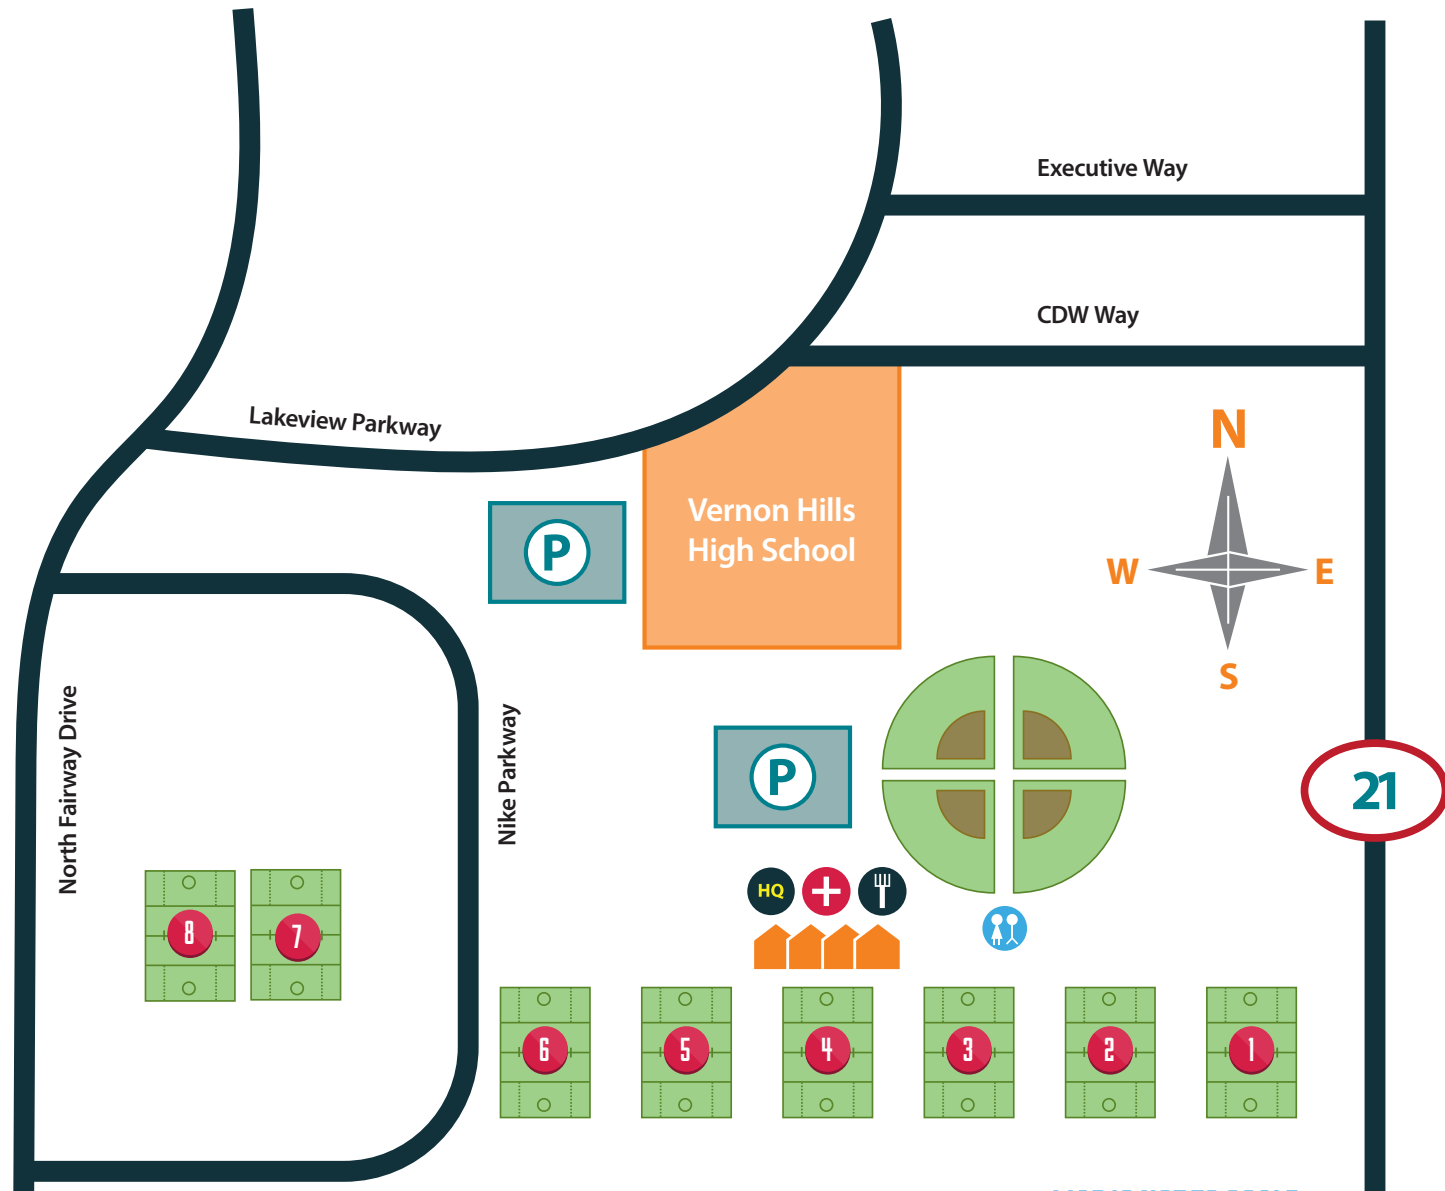 Executive Way
CDW Way
Lakeview Parkway
N
W
E
S
Vernon Hills
High School
P
North Fairway Drive
Nike Parkway
P
21
HQ
8
7
6
5
4
3
2
1